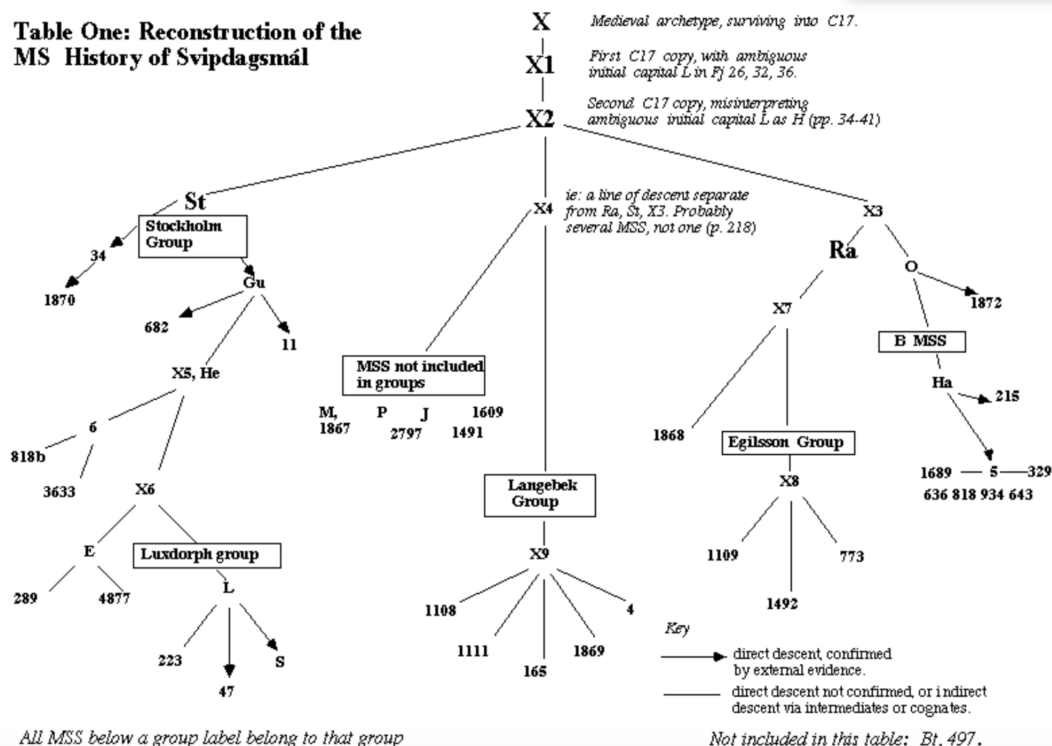 Table One: Reconstruction of the
MS History of Svipdagsmál
X
Medieval archetype, surviving into C17.
X1
First C17 copy, with ambiguous
initial capital L in Fj 26, 32, 36.
X2
Second C17 copy, misinterpreting
ambiguous initial capital L as H (pp. 34-41)
St
Stockholm
Group
34
1870
Gu
682
11
X5, He
6
818b
3633
X6
E
289
4877
Luxdorph group
L
223
47
S
X4
ie: a line of descent separate
from Ra, St, X3. Probably
several MSS, not one (p. 218)
MSS not included
in groups
M, P J 1609
1867 2797 1491
Langebek
Group
X9
1108
1111
165
1869
4
X3
Ra
X7
1868
Egilsson Group
X8
1109
1492
773
O
1872
B MSS
Ha
215
1689 5 329
636 818 934 643
Key
direct descent, confirmed
by external evidence.
direct descent not confirmed, or indirect
descent via intermediates or cognates.
All MSS below a group label belong to that group
Not included in this table: Bt, 497.